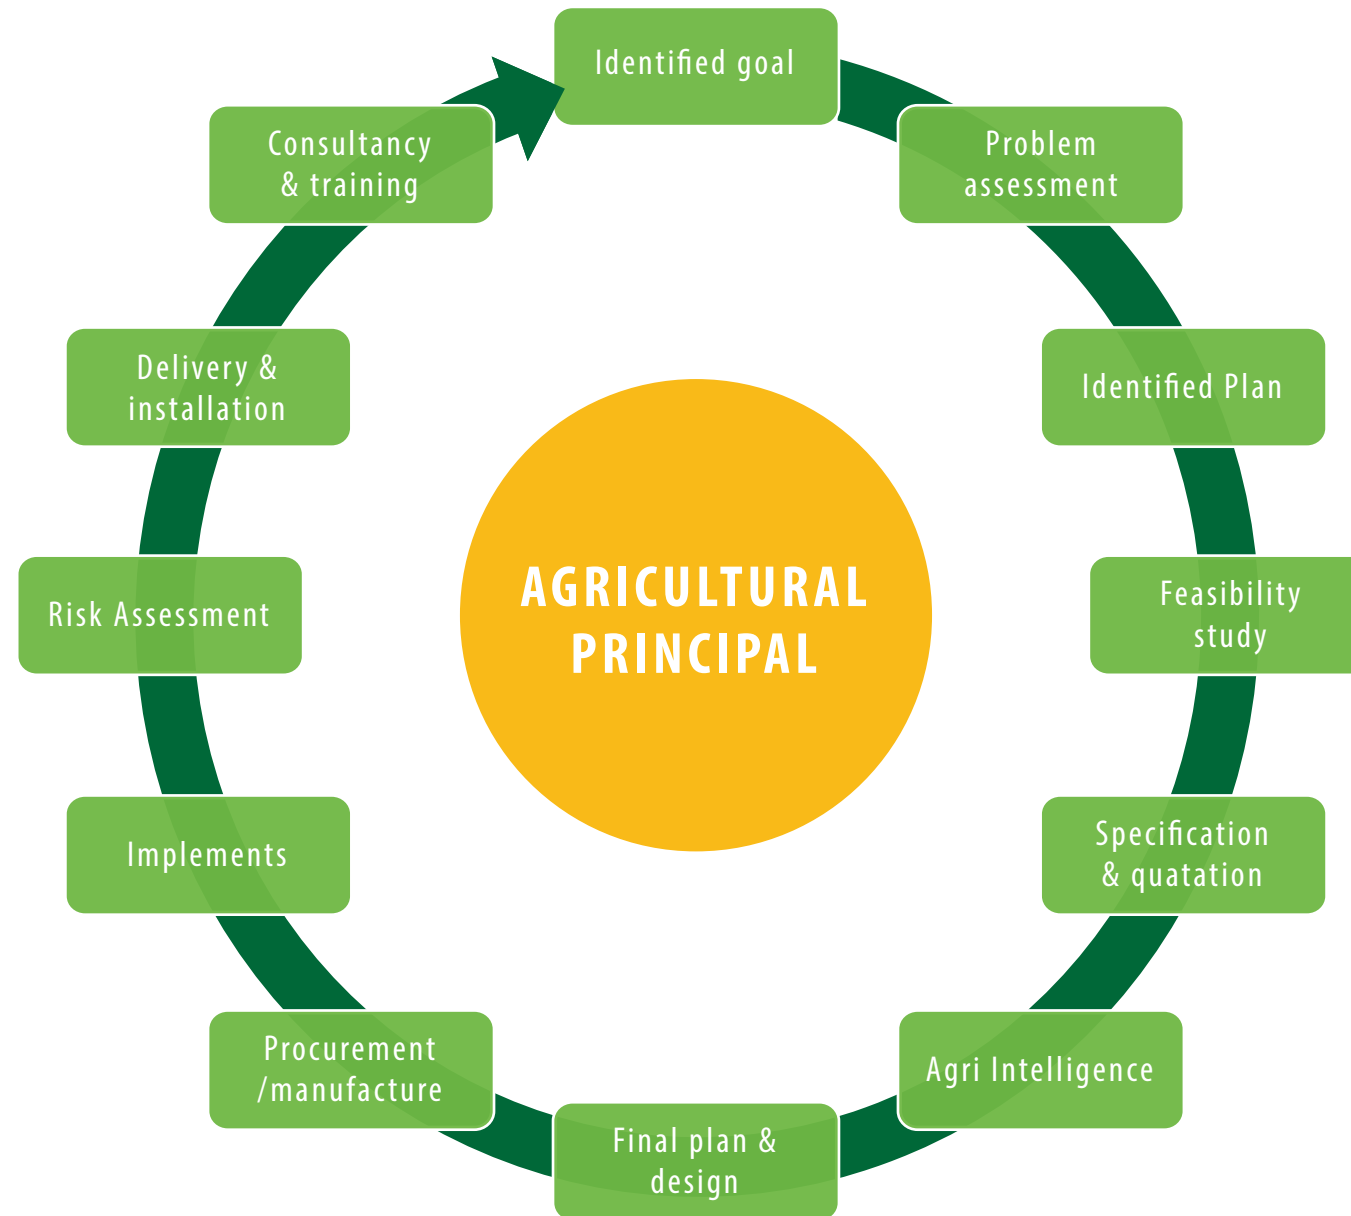 Identified goal
Problem
assessment
Identified Plan
Feasibility
study
Specification
& quatation
Agri Intelligence
Final plan &
design
Procurement
/manufacture
Implements
Risk Assessment
Delivery &
installation
Consultancy
& training
AGRICULTURAL
PRINCIPAL